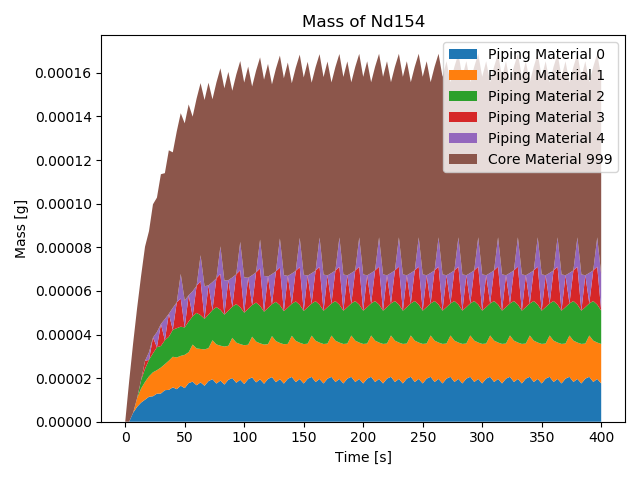 Mass of Nd154
Mass [g]
0.00016
0.00014
0.00012
0.00010
0.00008
0.00006
0.00004
0.00002
0.00000
Piping Material 0
Piping Material 1
Piping Material 2
Piping Material 3
Piping Material 4
Core Material 999
0 50 100 150 200 250 300 350 400
Time [s]